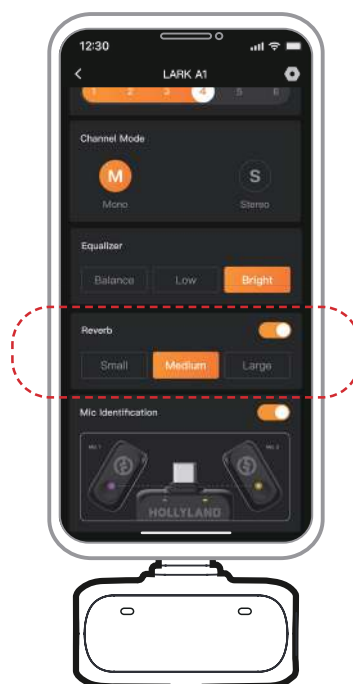 12:30
LARK A1
1 2 3 4 5 6
Channel Mode
M S
Mono Stereo
Equalizer
Balance Low Bright
Reverb
Small Medium Large
Mic Identification
MIC 1 MIC 2
HOLLYLAND